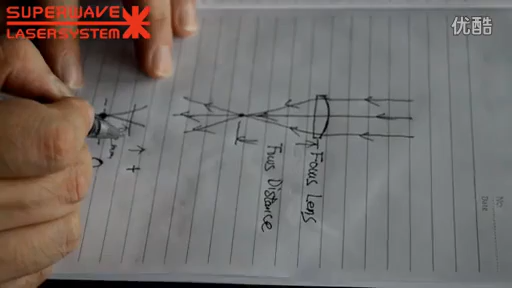 SUPERWAVE
LASERSYSTEM
优酷
Focus Lens
Focus Distance
+